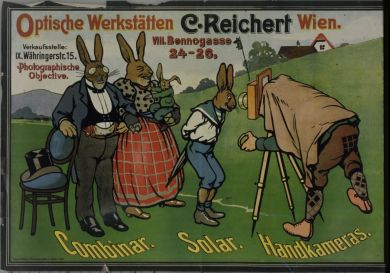 Optische Werkstätten C. Reichert Wien.
VIII. Bennogasse
24-26.
Verkaufsstelle:
IX. Währingerstr. 15.
Photographische
Objective.
Combinar. Solar. Handkameras.